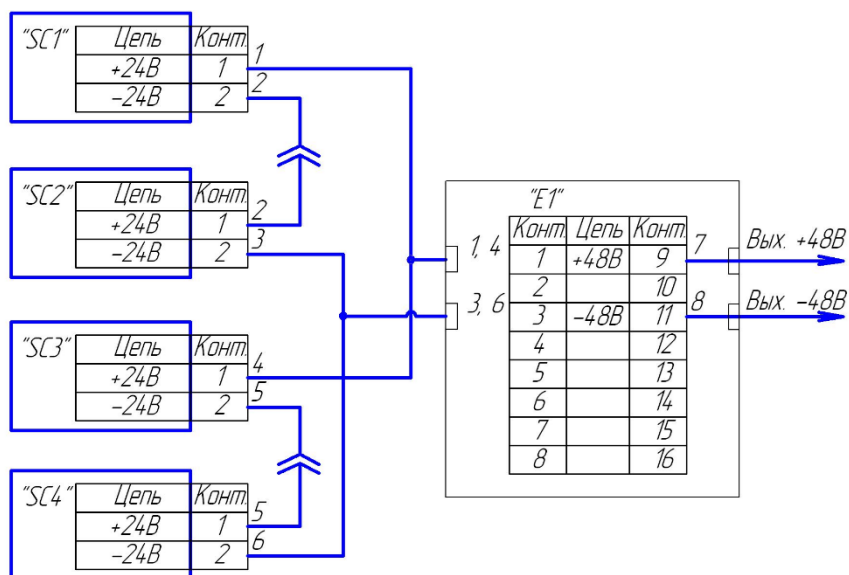 "SC1" Цепь Конт. 1
+24В 1 2
−24В 2
"SC2" Цепь Конт. 2
+24В 1 3
−24В 2
"SC3" Цепь Конт. 4
+24В 1 5
−24В 2
"SC4" Цепь Конт. 5
+24В 1 6
−24В 2
"E1"
Конт. Цепь Конт. 7 Вых. +48В
1, 4 1 +48В 9
2 10 8 Вых. −48В
3, 6 3 −48В 11
4 12
5 13
6 14
7 15
8 16